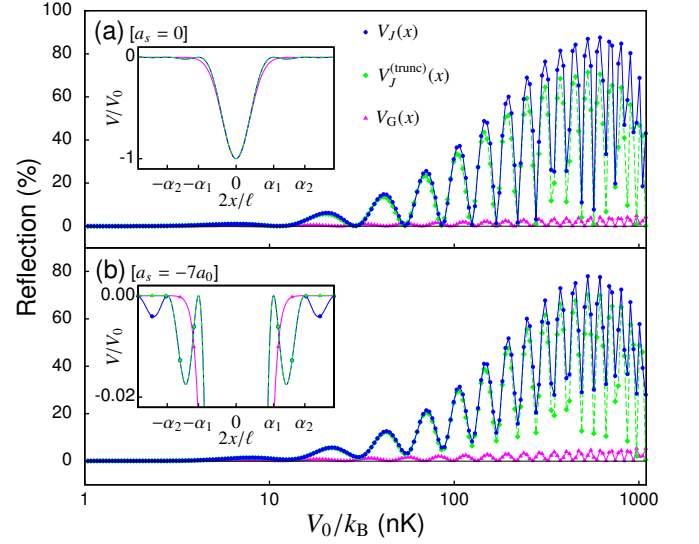 100
80
60
40
20
0
(a) [a_s = 0]
0
-1
V/V_0
−α_2 −α_1 0 α_1 α_2
2x/ℓ
V_J(x)
V_J^(trunc)(x)
V_G(x)
Reflection (%)
80
60
40
20
0
(b) [a_s = −7a_0]
0.00
-0.02
V/V_0
−α_2 −α_1 0 α_1 α_2
2x/ℓ
1 10 100 1000
V_0/k_B (nK)